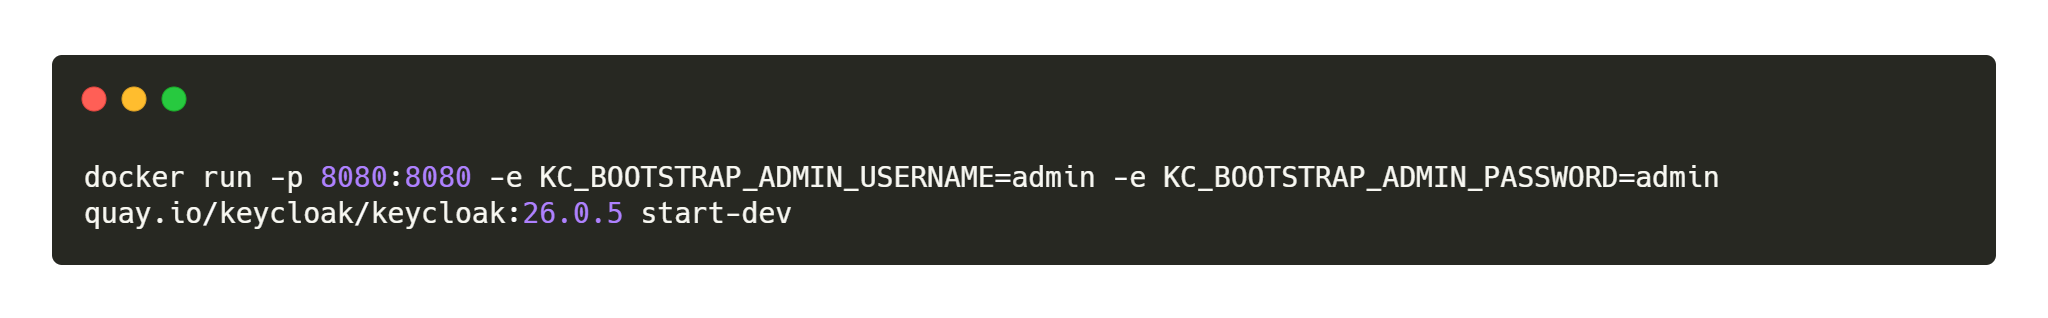 docker run -p 8080:8080 -e KC_BOOTSTRAP_ADMIN_USERNAME=admin -e KC_BOOTSTRAP_ADMIN_PASSWORD=admin
quay.io/keycloak/keycloak:26.0.5 start-dev